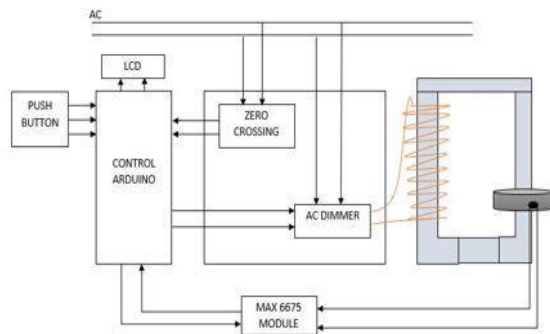 AC
LCD
PUSH
BUTTON
ZERO
CROSSING
CONTROL
ARDUINO
AC DIMMER
MAX 6675
MODULE